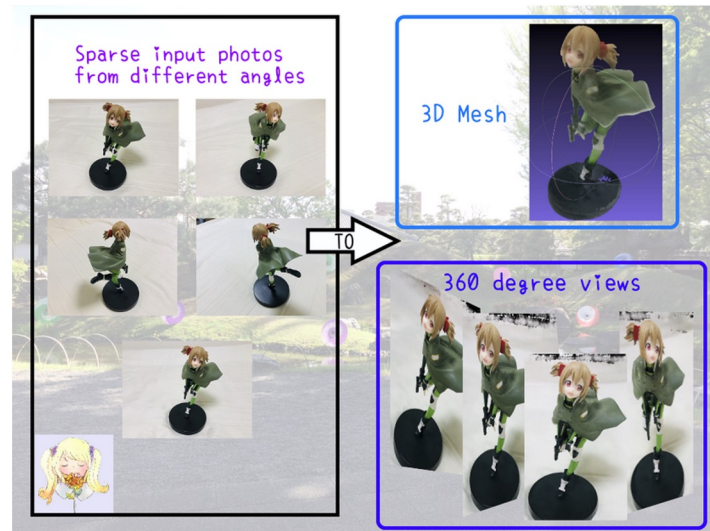 Sparse input photos
from different angles
TO
3D Mesh
360 degree views